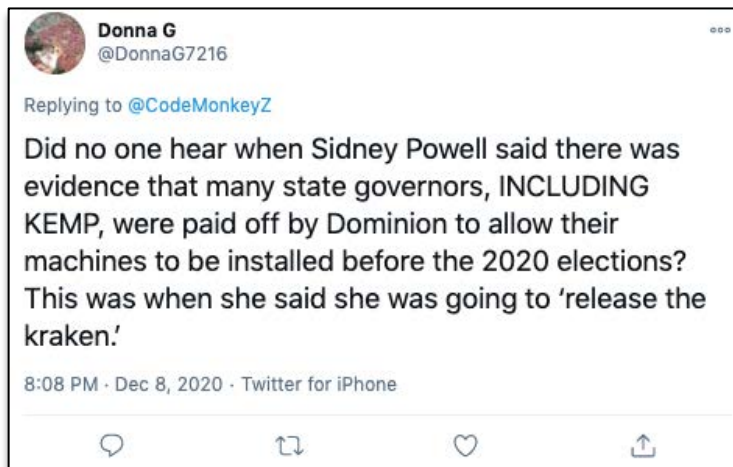 Donna G
@DonnaG7216
Replying to @CodeMonkeyZ
Did no one hear when Sidney Powell said there was
evidence that many state governors, INCLUDING
KEMP, were paid off by Dominion to allow their
machines to be installed before the 2020 elections?
This was when she said she was going to ‘release the
kraken.’
8:08 PM · Dec 8, 2020 · Twitter for iPhone